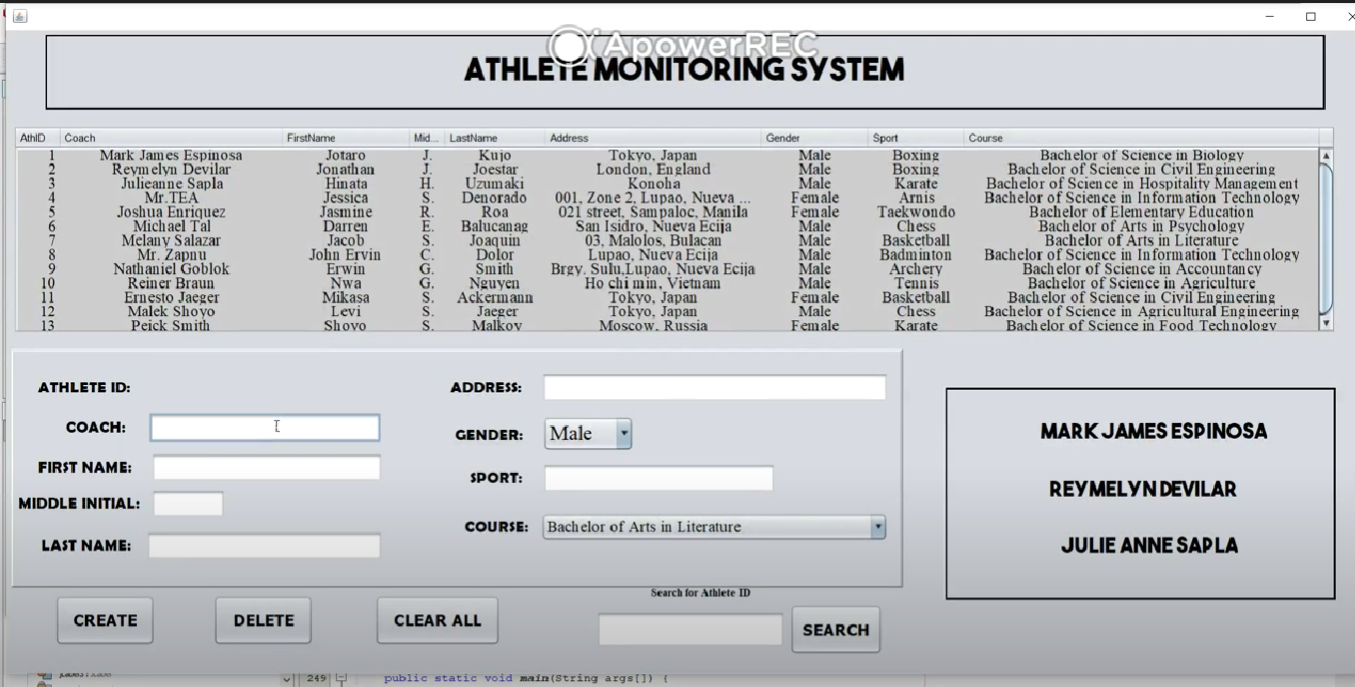 ApowerREC
ATHLETE MONITORING SYSTEM
AthID Coach FirstName Mid... LastName Address Gender Sport Course
1 Mark James Espinosa Jotaro J. Kujo Tokyo, Japan Male Boxing Bachelor of Science in Biology
2 Reymelyn Devilar Jonathan J. Joestar London, England Male Boxing Bachelor of Science in Civil Engineering
3 Julieanne Sapla Hinata H. Uzumaki Konoha Male Karate Bachelor of Science in Hospitality Management
4 Mr.TEA Jessica S. Denorado 001, Zone 2, Lupao, Nueva ... Female Arnis Bachelor of Science in Information Technology
5 Joshua Enriquez Jasmine R. Roa 021 street, Sampaloc, Manila Female Taekwondo Bachelor of Elementary Education
6 Michael Tal Darren E. Balucanag San Isidro, Nueva Ecija Male Chess Bachelor of Arts in Psychology
7 Melany Salazar Jacob S. Joaquin 03, Malolos, Bulacan Male Basketball Bachelor of Arts in Literature
8 Mr. Zapnu John Ervin C. Dolor Lupao, Nueva Ecija Male Badminton Bachelor of Science in Information Technology
9 Nathaniel Goblok Erwin G. Smith Brgy. Sulu,Lupao, Nueva Ecija Male Archery Bachelor of Science in Accountancy
10 Reiner Braun Nwa G. Nguyen Ho chi min, Vietnam Male Tennis Bachelor of Science in Agriculture
11 Ernesto Jaeger Mikasa S. Ackermann Tokyo, Japan Female Basketball Bachelor of Science in Civil Engineering
12 Malek Shoyo Levi S. Jaeger Tokyo, Japan Male Chess Bachelor of Science in Agricultural Engineering
13 Peick Smith Shoyo S. Malkov Moscow, Russia Female Karate Bachelor of Science in Food Technology
ATHLETE ID:
COACH:
FIRST NAME:
MIDDLE INITIAL:
LAST NAME:
ADDRESS:
GENDER: Male
SPORT:
COURSE: Bachelor of Arts in Literature
MARK JAMES ESPINOSA
REYMELYN DEVILAR
JULIE ANNE SAPLA
Search for Athlete ID
CREATE DELETE CLEAR ALL SEARCH
249 public static void main(String args[]) {